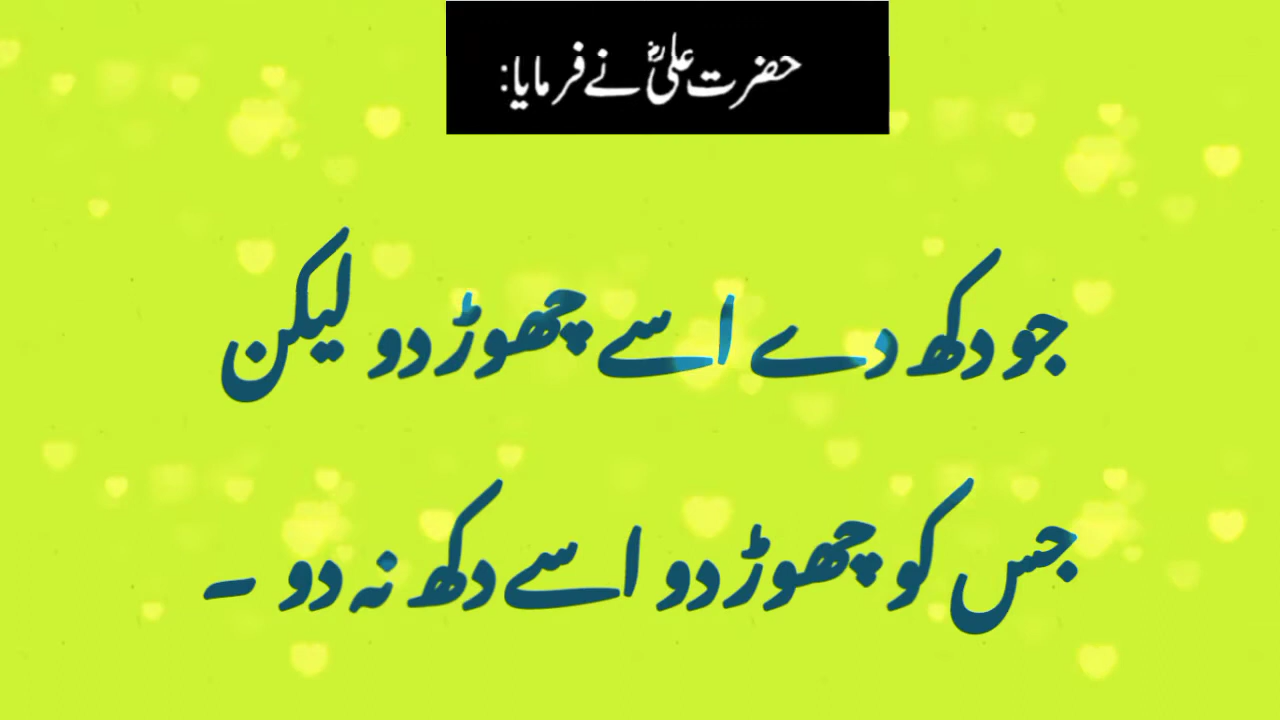 حضرت علیؓ نے فرمایا:
جو دکھ دے اسے چھوڑ دو لیکن
جس کو چھوڑ دو اسے دکھ نہ دو ۔